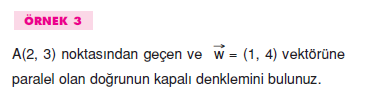 ÖRNEK 3
A(2, 3) noktasından geçen ve w⃗ = (1, 4) vektörüne
paralel olan doğrunun kapalı denklemini bulunuz.